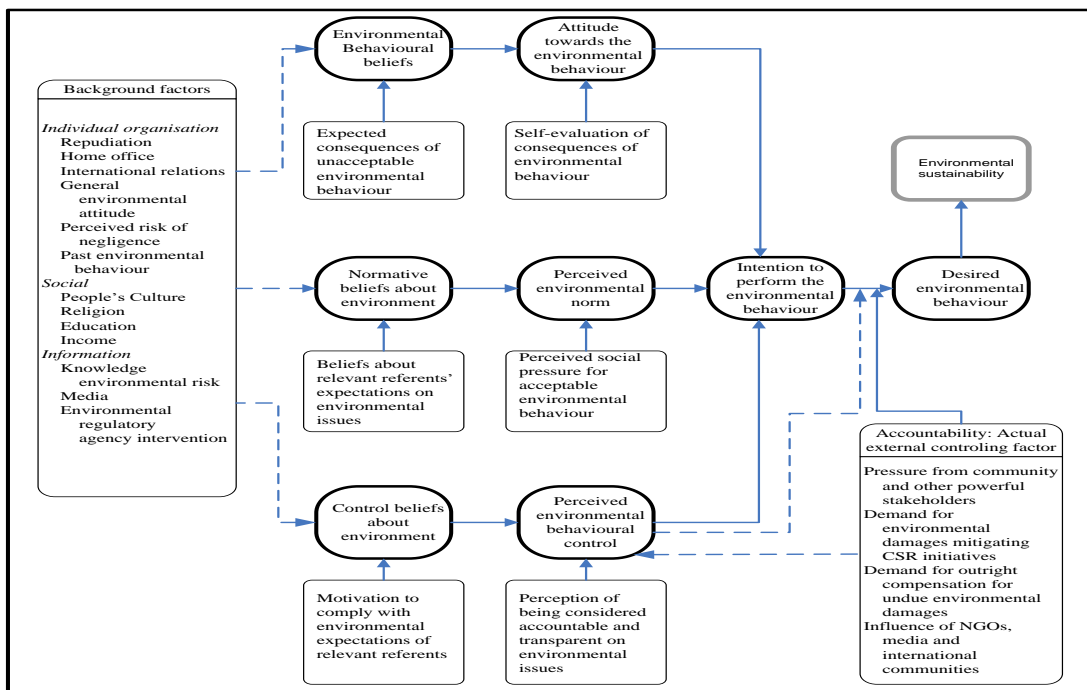 Background factors
Individual organisation
Repudiation
Home office
International relations
General
environmental
attitude
Perceived risk of
negligence
Past environmental
behaviour
Social
People's Culture
Religion
Education
Income
Information
Knowledge
environmental risk
Media
Environmental
regulatory
agency intervention
Environmental
Behavioural
beliefs
Attitude
towards the
environmental
behaviour
Expected
consequences of
unacceptable
environmental
behaviour
Self-evaluation of
consequences of
environmental
behaviour
Normative
beliefs about
environment
Perceived
environmental
norm
Intention to
perform the
environmental
behaviour
Desired
environmental
behaviour
Environmental
sustainability
Beliefs about
relevant referents'
expectations on
environmental
issues
Perceived social
pressure for
acceptable
environmental
behaviour
Control beliefs
about
environment
Perceived
environmental
behavioural
control
Motivation to
comply with
environmental
expectations of
relevant referents
Perception of
being considered
accountable and
transparent on
environmental
issues
Accountability: Actual
external controling factor
Pressure from community
and other powerful
stakeholders
Demand for
environmental
damages mitigating
CSR initiatives
Demand for outright
compensation for
undue environmental
damages
Influence of NGOs,
media and
international
communities